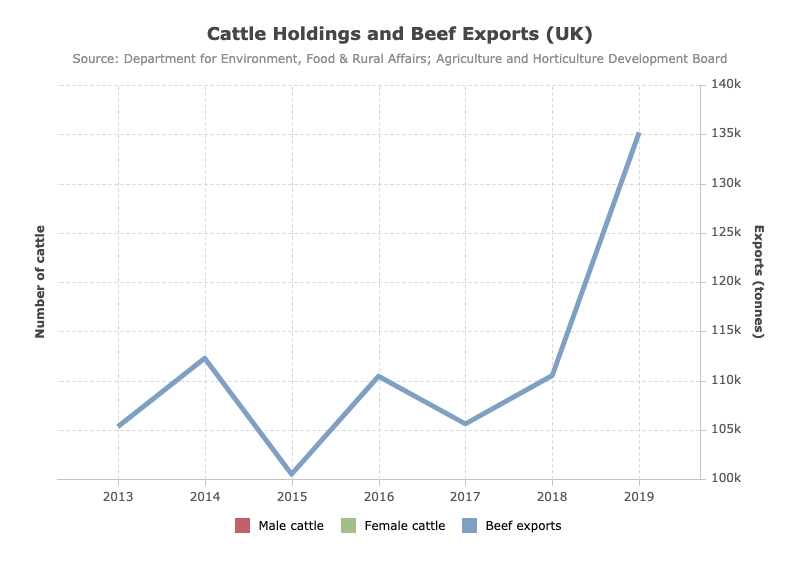 Cattle Holdings and Beef Exports (UK)
Source: Department for Environment, Food & Rural Affairs; Agriculture and Horticulture Development Board
Number of cattle
140k
135k
130k
125k
120k
115k
110k
105k
100k
Exports (tonnes)
2013 2014 2015 2016 2017 2018 2019
Male cattle Female cattle Beef exports